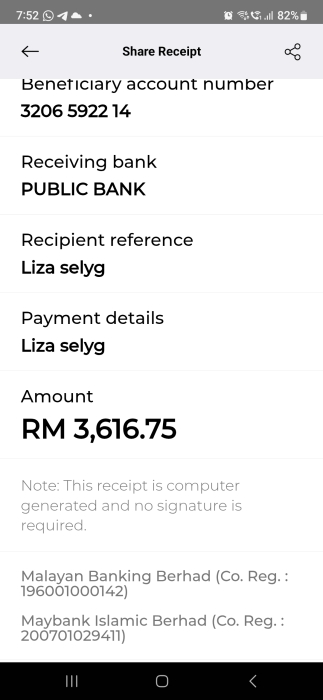 7:52 82%
Share Receipt
Beneficiary account number
3206 5922 14
Receiving bank
PUBLIC BANK
Recipient reference
Liza selyg
Payment details
Liza selyg
Amount
RM 3,616.75
Note: This receipt is computer
generated and no signature is
required.
Malayan Banking Berhad (Co. Reg. :
196001000142)
Maybank Islamic Berhad (Co. Reg. :
200701029411)